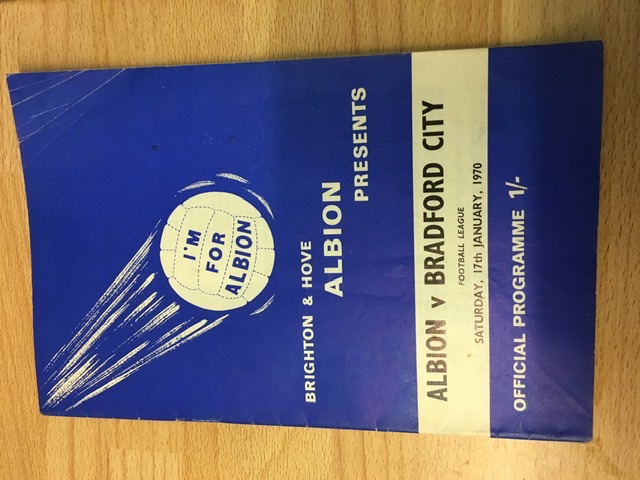 I'M
FOR
ALBION
BRIGHTON & HOVE
ALBION
PRESENTS
ALBION v BRADFORD CITY
FOOTBALL LEAGUE
SATURDAY, 17th JANUARY, 1970
OFFICIAL PROGRAMME 1/-